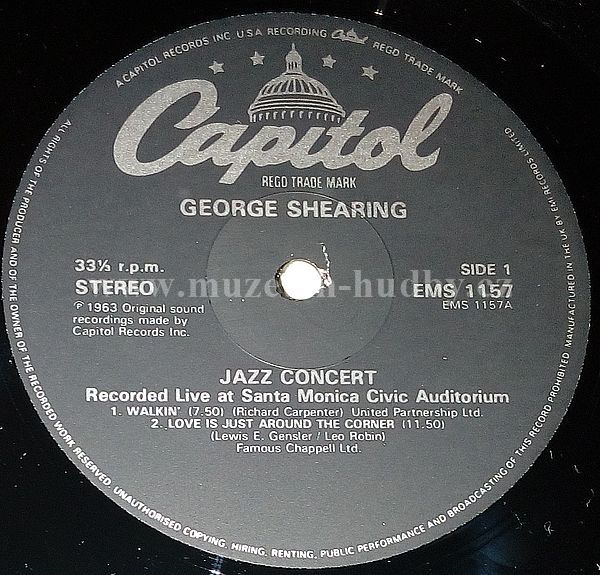 A CAPITOL RECORDS INC. U.S.A. RECORDING Capitol REGD TRADE MARK
Capitol
REGD TRADE MARK
GEORGE SHEARING
33⅓ r.p.m.
STEREO
℗ 1963 Original sound
recordings made by
Capitol Records Inc.
SIDE 1
EMS 1157
EMS 1157A
JAZZ CONCERT
Recorded Live at Santa Monica Civic Auditorium
1. WALKIN' (7.50) (Richard Carpenter) United Partnership Ltd.
2. LOVE IS JUST AROUND THE CORNER (11.50)
(Lewis E. Gensler / Leo Robin)
Famous Chappell Ltd.
ALL RIGHTS OF THE PRODUCER AND OF THE OWNER OF THE RECORDED WORK RESERVED. UNAUTHORISED COPYING, HIRING, RENTING, PUBLIC PERFORMANCE AND BROADCASTING OF THIS RECORD PROHIBITED. MANUFACTURED IN THE UK BY EMI RECORDS LIMITED